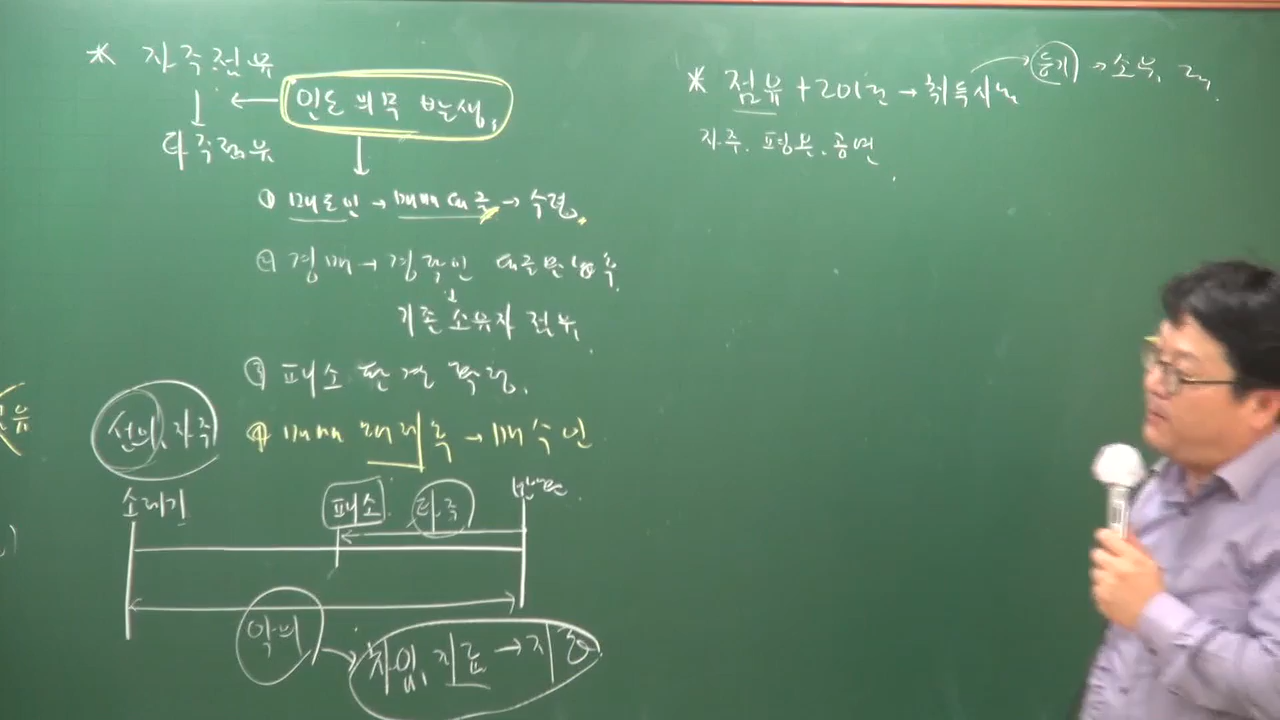 * 자주점유
↓ ← 인도 의무 발생.
타주점유
① 매도인 → 매매대금 → 수령.
② 경매 → 경락인 대금완납 후.
기존 소유자 점유.
③ 패소 판결 확정.
④ 매매 → 매수인
선의, 자주
소제기 패소 타주 반환.
악의 → 차임, 지료 → 지급.
* 점유 + 20년 → 취득시효 등기 → 소유
자주. 평온. 공연